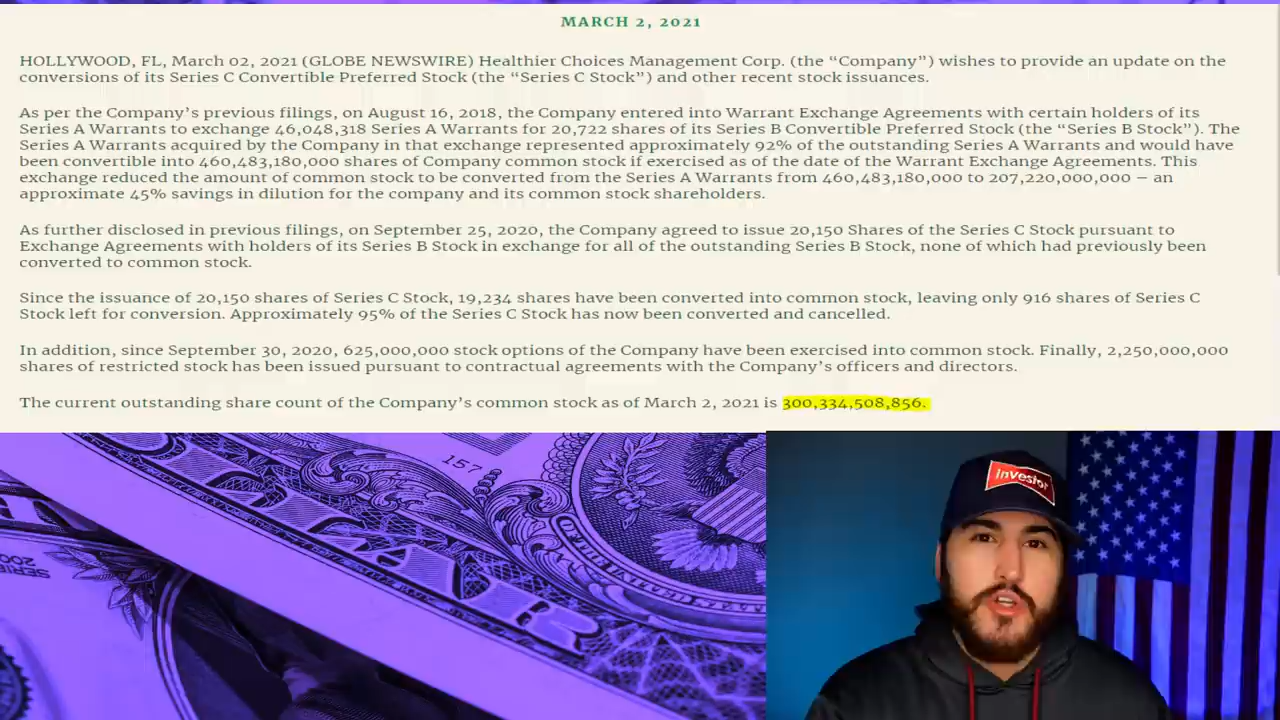 MARCH 2, 2021
HOLLYWOOD, FL, March 02, 2021 (GLOBE NEWSWIRE) Healthier Choices Management Corp. (the “Company”) wishes to provide an update on the
conversions of its Series C Convertible Preferred Stock (the “Series C Stock”) and other recent stock issuances.
As per the Company’s previous filings, on August 16, 2018, the Company entered into Warrant Exchange Agreements with certain holders of its
Series A Warrants to exchange 46,048,318 Series A Warrants for 20,722 shares of its Series B Convertible Preferred Stock (the “Series B Stock”). The
Series A Warrants acquired by the Company in that exchange represented approximately 92% of the outstanding Series A Warrants and would have
been convertible into 460,483,180,000 shares of Company common stock if exercised as of the date of the Warrant Exchange Agreements. This
exchange reduced the amount of common stock to be converted from the Series A Warrants from 460,483,180,000 to 207,220,000,000 – an
approximate 45% savings in dilution for the company and its common stock shareholders.
As further disclosed in previous filings, on September 25, 2020, the Company agreed to issue 20,150 Shares of the Series C Stock pursuant to
Exchange Agreements with holders of its Series B Stock in exchange for all of the outstanding Series B Stock, none of which had previously been
converted to common stock.
Since the issuance of 20,150 shares of Series C Stock, 19,234 shares have been converted into common stock, leaving only 916 shares of Series C
Stock left for conversion. Approximately 95% of the Series C Stock has now been converted and cancelled.
In addition, since September 30, 2020, 625,000,000 stock options of the Company have been exercised into common stock. Finally, 2,250,000,000
shares of restricted stock has been issued pursuant to contractual agreements with the Company’s officers and directors.
The current outstanding share count of the Company’s common stock as of March 2, 2021 is 300,334,508,856.
157
SERIES
investor